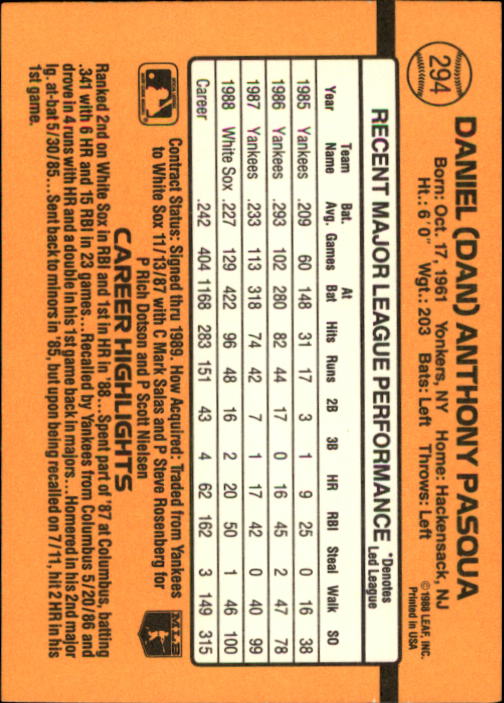 294
DANIEL (DAN) ANTHONY PASQUA
Born: Oct. 17, 1961 Yonkers, NY Home: Hackensack, NJ
Ht.: 6'0" Wgt.: 203 Bats: Left Throws: Left
©1988 LEAF, INC.
Printed in USA
RECENT MAJOR LEAGUE PERFORMANCE *Denotes Led League
Year Team Name Bat. Avg. Games At Bat Hits Runs 2B 3B HR RBI Steal Walk SO
1985 Yankees .209 60 148 31 17 3 1 9 25 0 16 38
1986 Yankees .293 102 280 82 44 17 0 16 45 2 47 78
1987 Yankees .233 113 318 74 42 7 1 17 42 0 40 99
1988 White Sox .227 129 422 96 48 16 2 20 50 1 46 100
Career .242 404 1168 283 151 43 4 62 162 3 149 315
Contract Status: Signed thru 1989. How Acquired: Traded from Yankees
to White Sox 11/13/87 with C Mark Salas and P Steve Rosenberg for
P Rich Dotson and P Scott Nielsen
MLB
CAREER HIGHLIGHTS
Ranked 2nd on White Sox in RBI and 1st in HR in '88...Spent part of '87 at Columbus, batting
.341 with 6 HR and 15 RBI in 23 games...Recalled by Yankees from Columbus 5/20/86 and
drove in 4 runs with HR and a double in his 1st game back in majors...Homered in his 2nd major
lg. at-bat 5/30/85...Sent back to minors in '85, but upon being recalled on 7/11, hit 2 HR in his
1st game.